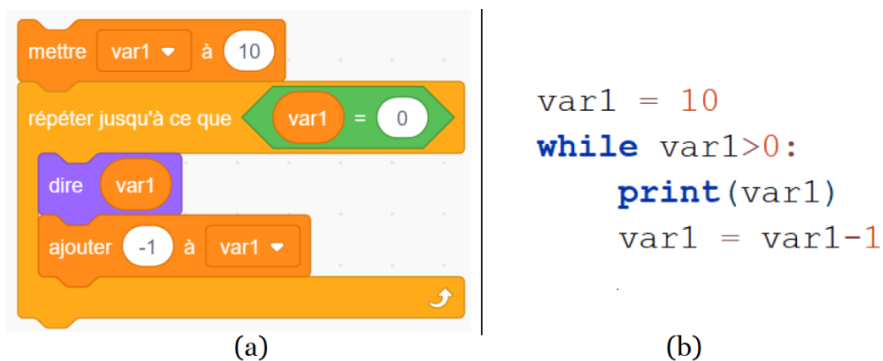 mettre var1 à 10
répéter jusqu'à ce que var1 = 0
dire var1
ajouter -1 à var1
(a)
var1 = 10
while var1>0:
print(var1)
var1 = var1-1
(b)